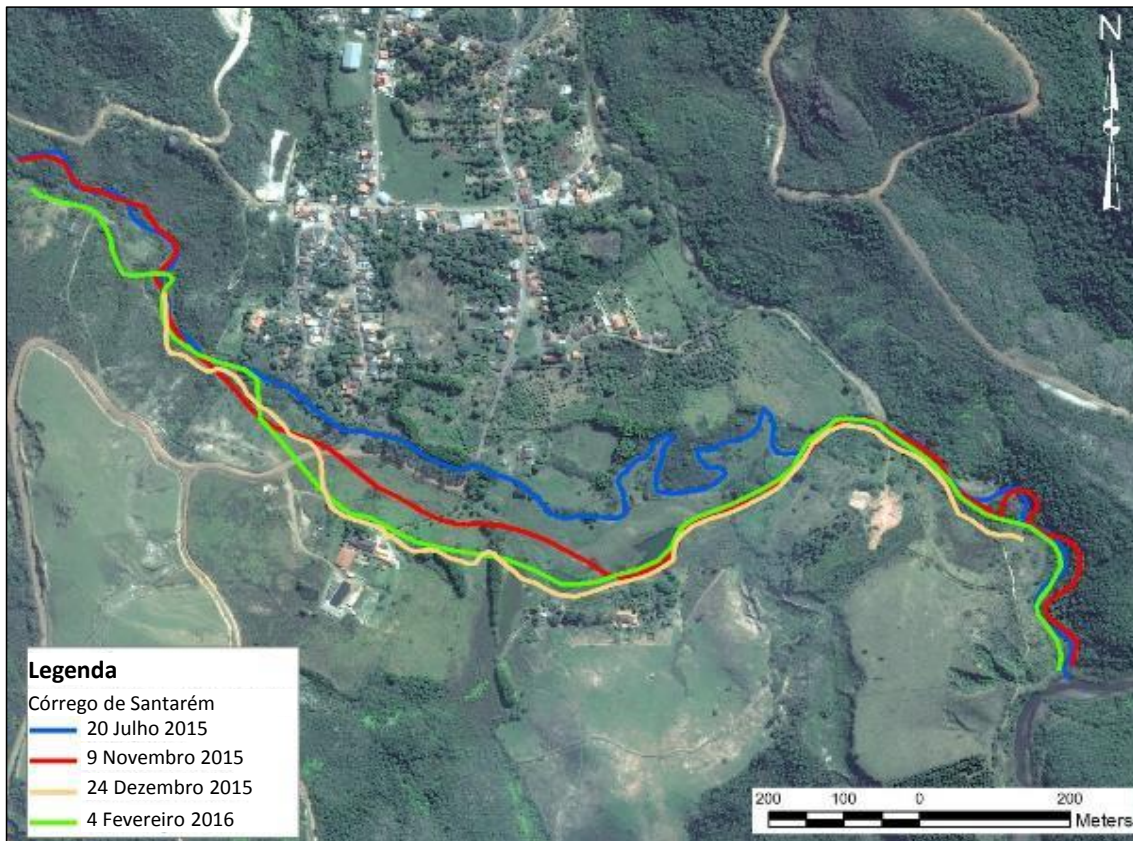 N
Legenda
Córrego de Santarém
20 Julho 2015
9 Novembro 2015
24 Dezembro 2015
4 Fevereiro 2016
200 100 0 200
Meters